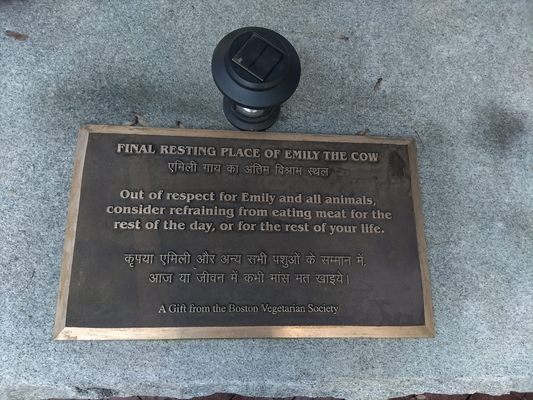 FINAL RESTING PLACE OF EMILY THE COW
एमिली गाय का अंतिम विश्राम स्थल
Out of respect for Emily and all animals,
consider refraining from eating meat for the
rest of the day, or for the rest of your life.
कृपया एमिली और अन्य सभी पशुओं के सम्मान में,
आज या जीवन में कभी मास मत खाइये।
A Gift from the Boston Vegetarian Society